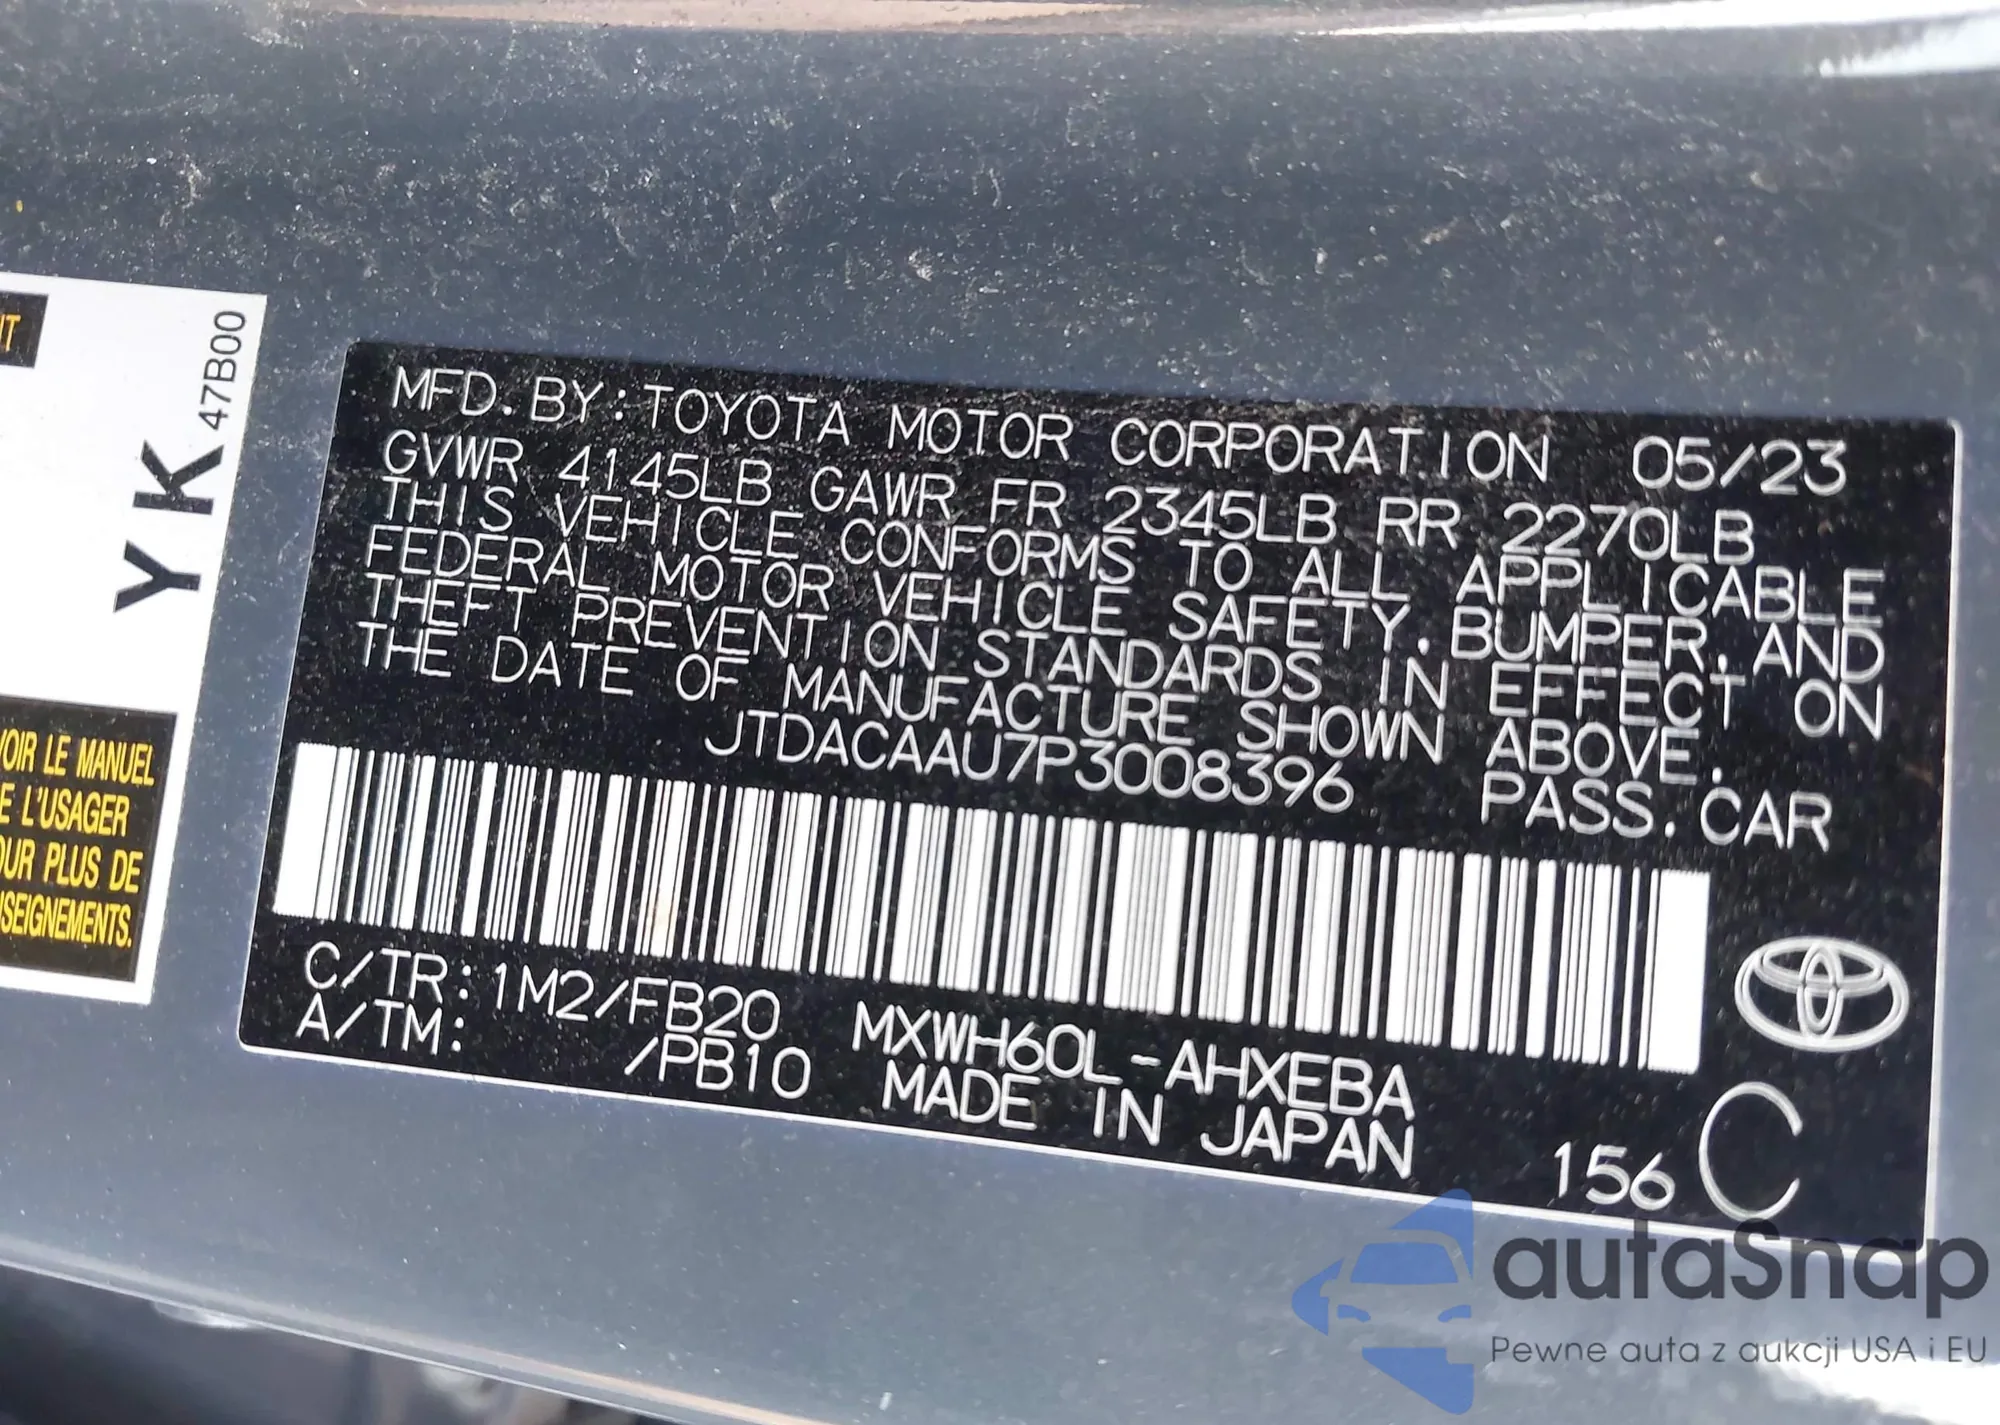 MFD. BY: TOYOTA MOTOR CORPORATION 05/23
GVWR 4145LB GAWR FR 2345LB RR 2270LB
THIS VEHICLE CONFORMS TO ALL APPLICABLE
FEDERAL MOTOR VEHICLE SAFETY, BUMPER, AND
THEFT PREVENTION STANDARDS IN EFFECT ON
THE DATE OF MANUFACTURE SHOWN ABOVE.
JTDACAAU7P3008396 PASS. CAR
C/TR: 1M2/FB20 MXWH60L-AHXEBA
A/TM: /PB10 MADE IN JAPAN
156 C
YK 47B00
OIR LE MANUEL
E L'USAGER
OUR PLUS DE
SEIGNEMENTS.
autaSnap
Pewne auta z aukcji USA i EU